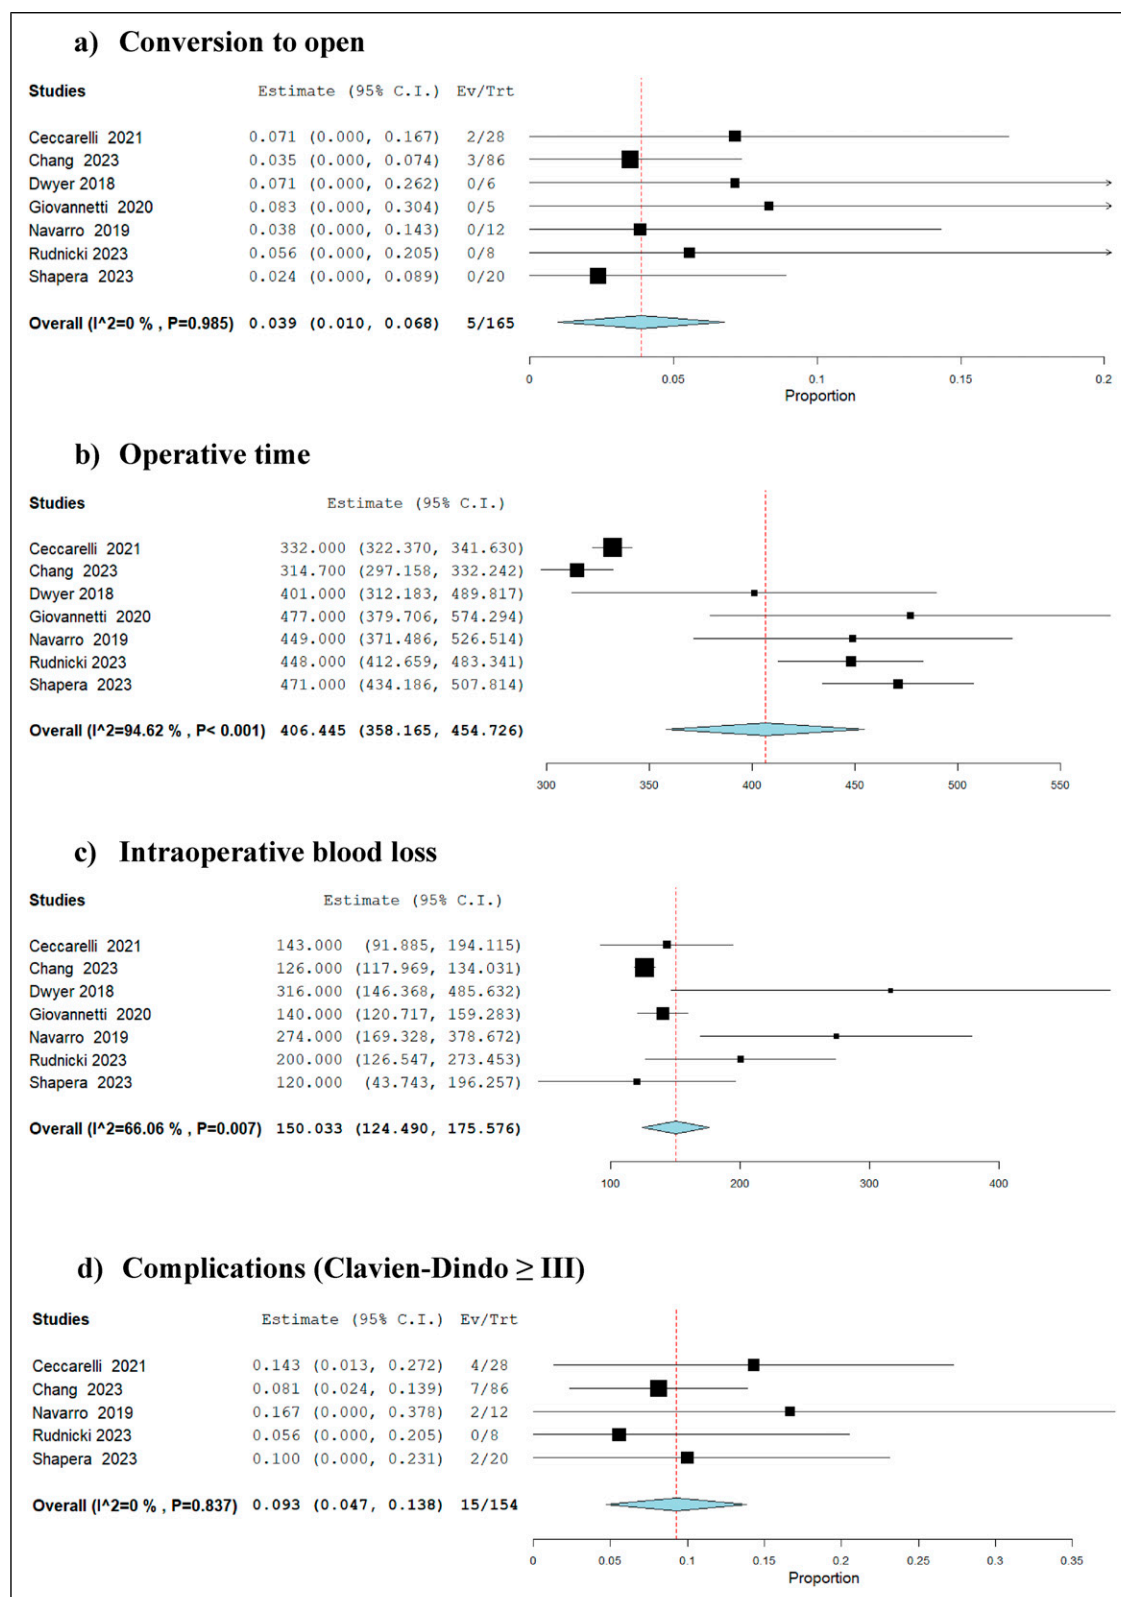 a) Conversion to open
Studies Estimate (95% C.I.) Ev/Trt
Ceccarelli 2021 0.071 (0.000, 0.167) 2/28
Chang 2023 0.035 (0.000, 0.074) 3/86
Dwyer 2018 0.071 (0.000, 0.262) 0/6
Giovannetti 2020 0.083 (0.000, 0.304) 0/5
Navarro 2019 0.038 (0.000, 0.143) 0/12
Rudnicki 2023 0.056 (0.000, 0.205) 0/8
Shapera 2023 0.024 (0.000, 0.089) 0/20
Overall (I^2=0 % , P=0.985) 0.039 (0.010, 0.068) 5/165
0 0.05 0.1 0.15 0.2
Proportion
b) Operative time
Studies Estimate (95% C.I.)
Ceccarelli 2021 332.000 (322.370, 341.630)
Chang 2023 314.700 (297.158, 332.242)
Dwyer 2018 401.000 (312.183, 489.817)
Giovannetti 2020 477.000 (379.706, 574.294)
Navarro 2019 449.000 (371.486, 526.514)
Rudnicki 2023 448.000 (412.659, 483.341)
Shapera 2023 471.000 (434.186, 507.814)
Overall (I^2=94.62 % , P< 0.001) 406.445 (358.165, 454.726)
300 350 400 450 500 550
c) Intraoperative blood loss
Studies Estimate (95% C.I.)
Ceccarelli 2021 143.000 (91.885, 194.115)
Chang 2023 126.000 (117.969, 134.031)
Dwyer 2018 316.000 (146.368, 485.632)
Giovannetti 2020 140.000 (120.717, 159.283)
Navarro 2019 274.000 (169.328, 378.672)
Rudnicki 2023 200.000 (126.547, 273.453)
Shapera 2023 120.000 (43.743, 196.257)
Overall (I^2=66.06 % , P=0.007) 150.033 (124.490, 175.576)
100 200 300 400
d) Complications (Clavien-Dindo ≥ III)
Studies Estimate (95% C.I.) Ev/Trt
Ceccarelli 2021 0.143 (0.013, 0.272) 4/28
Chang 2023 0.081 (0.024, 0.139) 7/86
Navarro 2019 0.167 (0.000, 0.378) 2/12
Rudnicki 2023 0.056 (0.000, 0.205) 0/8
Shapera 2023 0.100 (0.000, 0.231) 2/20
Overall (I^2=0 % , P=0.837) 0.093 (0.047, 0.138) 15/154
0 0.05 0.1 0.15 0.2 0.25 0.3 0.35
Proportion